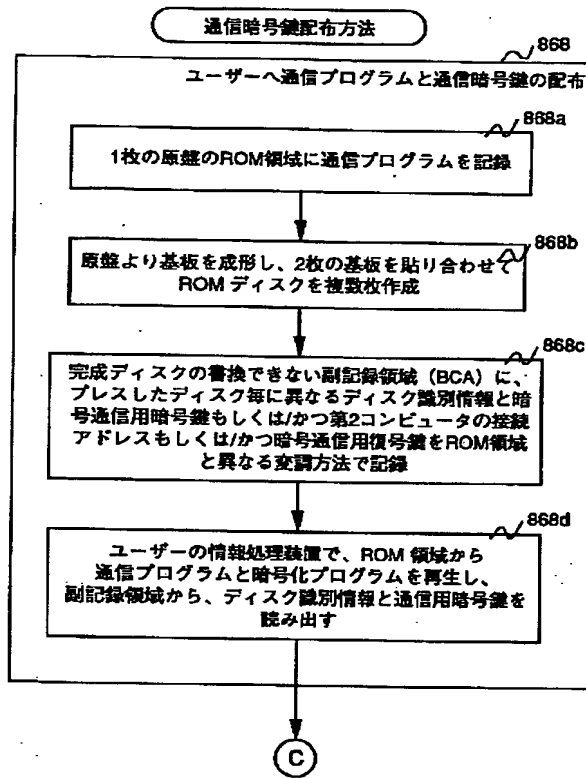 通信暗号鍵配布方法
868
ユーザーへ通信プログラムと通信暗号鍵の配布
868a
1枚の原盤のROM領域に通信プログラムを記録
868b
原盤より基板を成形し、2枚の基板を貼り合わせて
ROM ディスクを複数枚作成
868c
完成ディスクの書換できない副記録領域（BCA）に、
プレスしたディスク毎に異なるディスク識別情報と暗
号通信用暗号鍵もしくは/かつ第2コンピュータの接続
アドレスもしくは/かつ暗号通信用復号鍵をROM領域
と異なる変調方法で記録
868d
ユーザーの情報処理装置で、ROM 領域から
通信プログラムと暗号化プログラムを再生し、
副記録領域から、ディスク識別情報と通信用暗号鍵を
読み出す
C